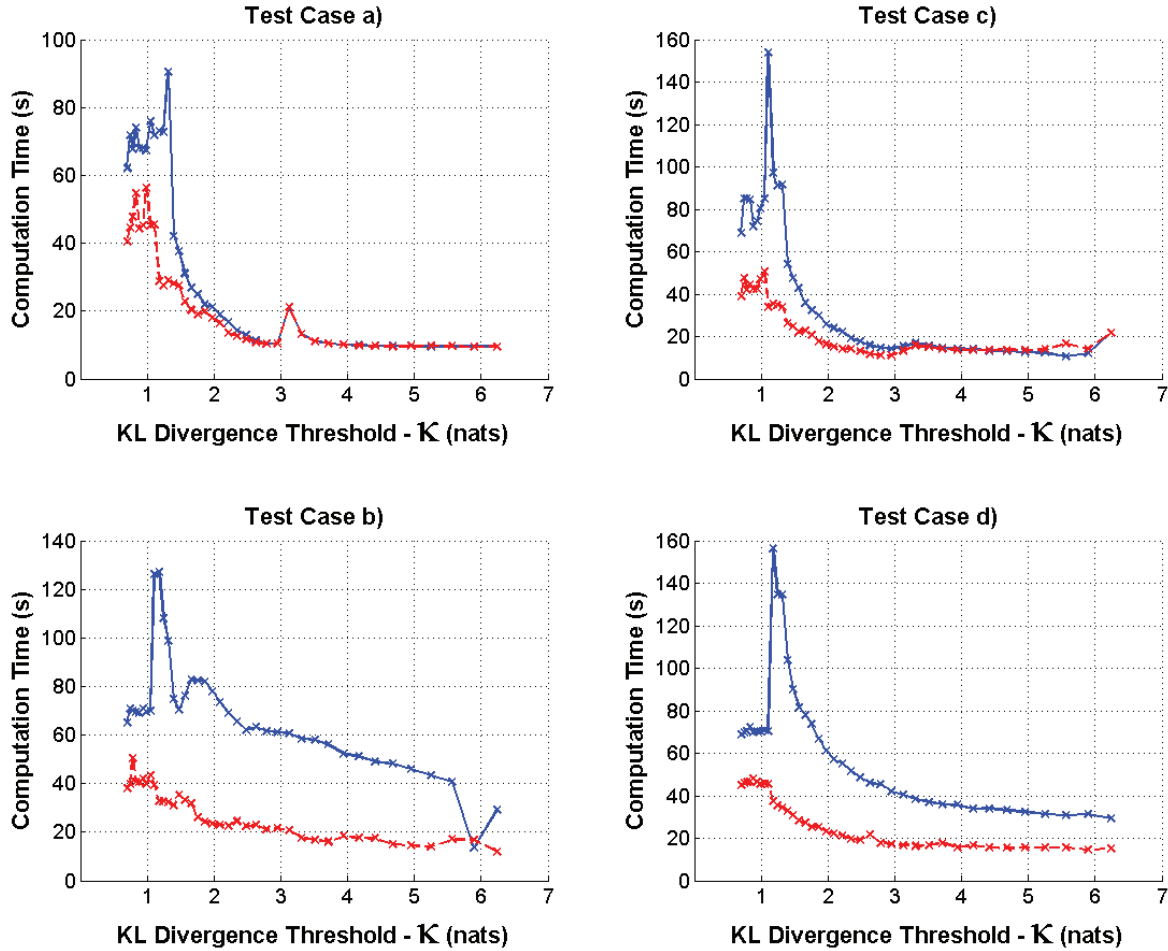 Test Case a)
Computation Time (s)
100
80
60
40
20
0
1 2 3 4 5 6 7
KL Divergence Threshold - κ (nats)
Test Case c)
Computation Time (s)
160
140
120
100
80
60
40
20
0
1 2 3 4 5 6 7
KL Divergence Threshold - κ (nats)
Test Case b)
Computation Time (s)
140
120
100
80
60
40
20
0
1 2 3 4 5 6 7
KL Divergence Threshold - κ (nats)
Test Case d)
Computation Time (s)
160
140
120
100
80
60
40
20
0
1 2 3 4 5 6 7
KL Divergence Threshold - κ (nats)